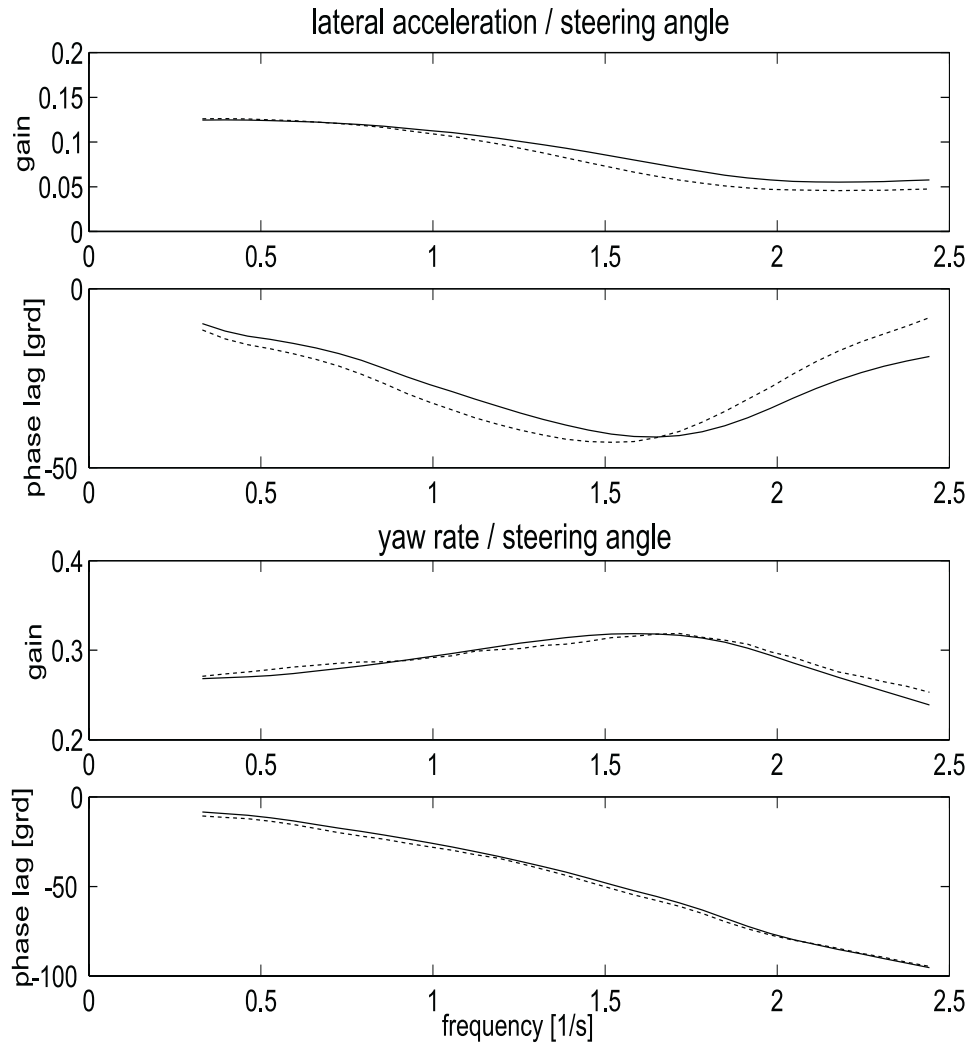 lateral acceleration / steering angle
0.2
0.15
0.1
0.05
0
gain
0 0.5 1 1.5 2 2.5
0
-50
phase lag [grd]
0 0.5 1 1.5 2 2.5
yaw rate / steering angle
0.4
0.3
0.2
gain
0 0.5 1 1.5 2 2.5
0
-50
-100
phase lag [grd]
0 0.5 1 1.5 2 2.5
frequency [1/s]